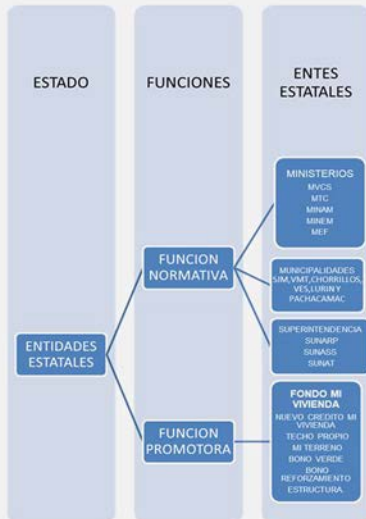 ESTADO
FUNCIONES
ENTES
ESTATALES
ENTIDADES
ESTATALES
FUNCION
NORMATIVA
FUNCION
PROMOTORA
MINISTERIOS
MVCS
MTC
MINAM
MINEM
MEF
MUNICIPALIDADES
SJM,VMT,CHORRILLOS,
VES,LURIN Y
PACHACAMAC
SUPERINTENDENCIA
SUNARP
SUNASS
SUNAT
FONDO MI
VIVIENDA
NUEVO CREDITO MI
VIVIENDA
TECHO PROPIO
MI TERRENO
BONO VERDE
BONO
REFORZAMIENTO
ESTRUCTURA.